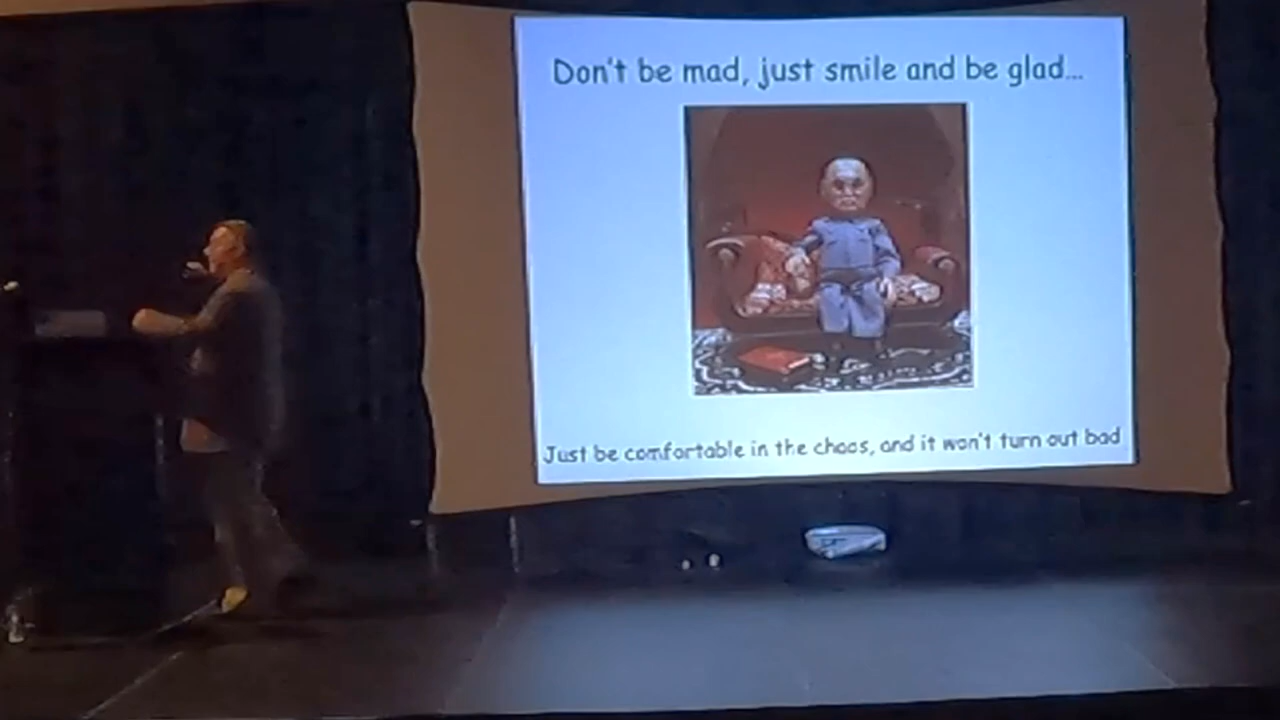 Don't be mad, just smile and be glad...
Just be comfortable in the chaos, and it won't turn out bad